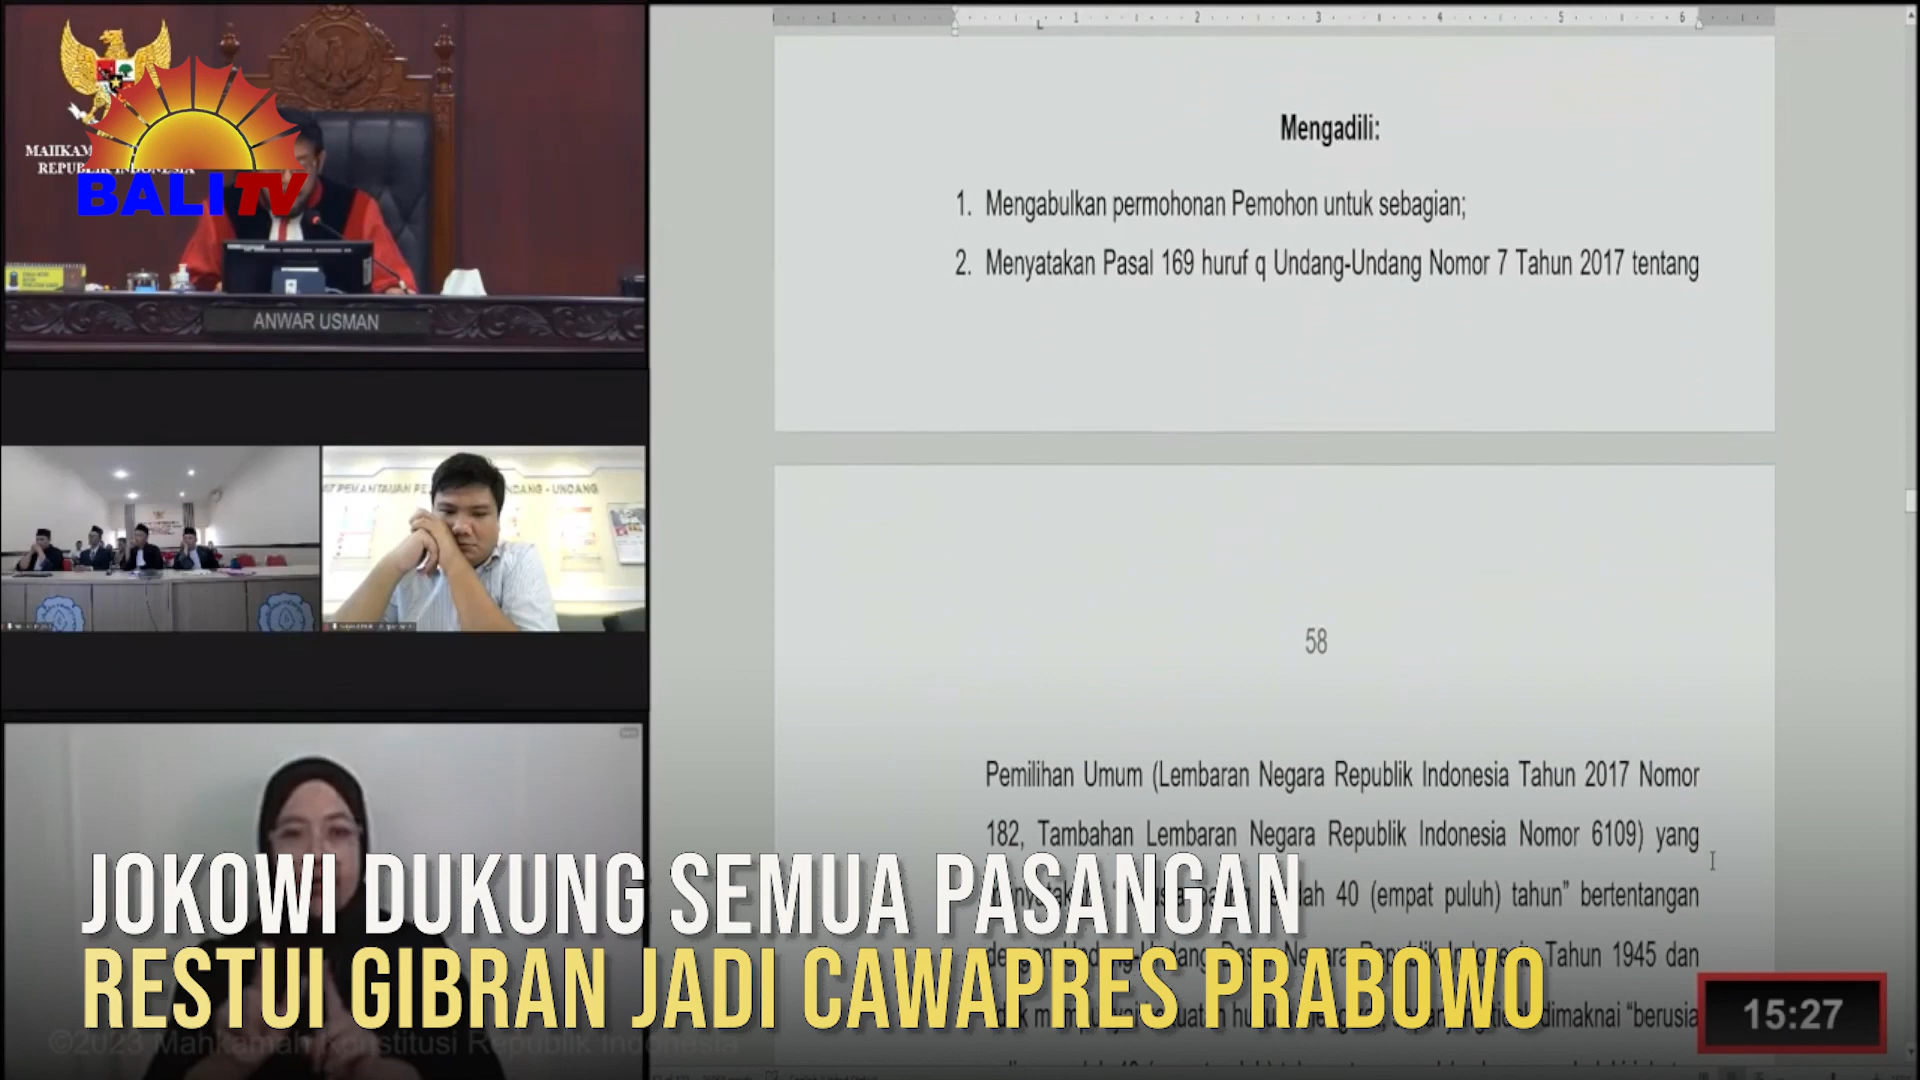 MAHKAM
REPUBLIK INDONESIA
BALI TV
ANWAR USMAN
Mengadili:
1. Mengabulkan permohonan Pemohon untuk sebagian;
2. Menyatakan Pasal 169 huruf q Undang-Undang Nomor 7 Tahun 2017 tentang
58
Pemilihan Umum (Lembaran Negara Republik Indonesia Tahun 2017 Nomor
182, Tambahan Lembaran Negara Republik Indonesia Nomor 6109) yang
40 (empat puluh) tahun” bertentangan
Tahun 1945 dan
dimaknai “berusia
NDANG - UNDANG
JOKOWI DUKUNG SEMUA PASANGAN
RESTUI GIBRAN JADI CAWAPRES PRABOWO
©2023 Mahkamah Konstitusi Republik Indonesia
15:27